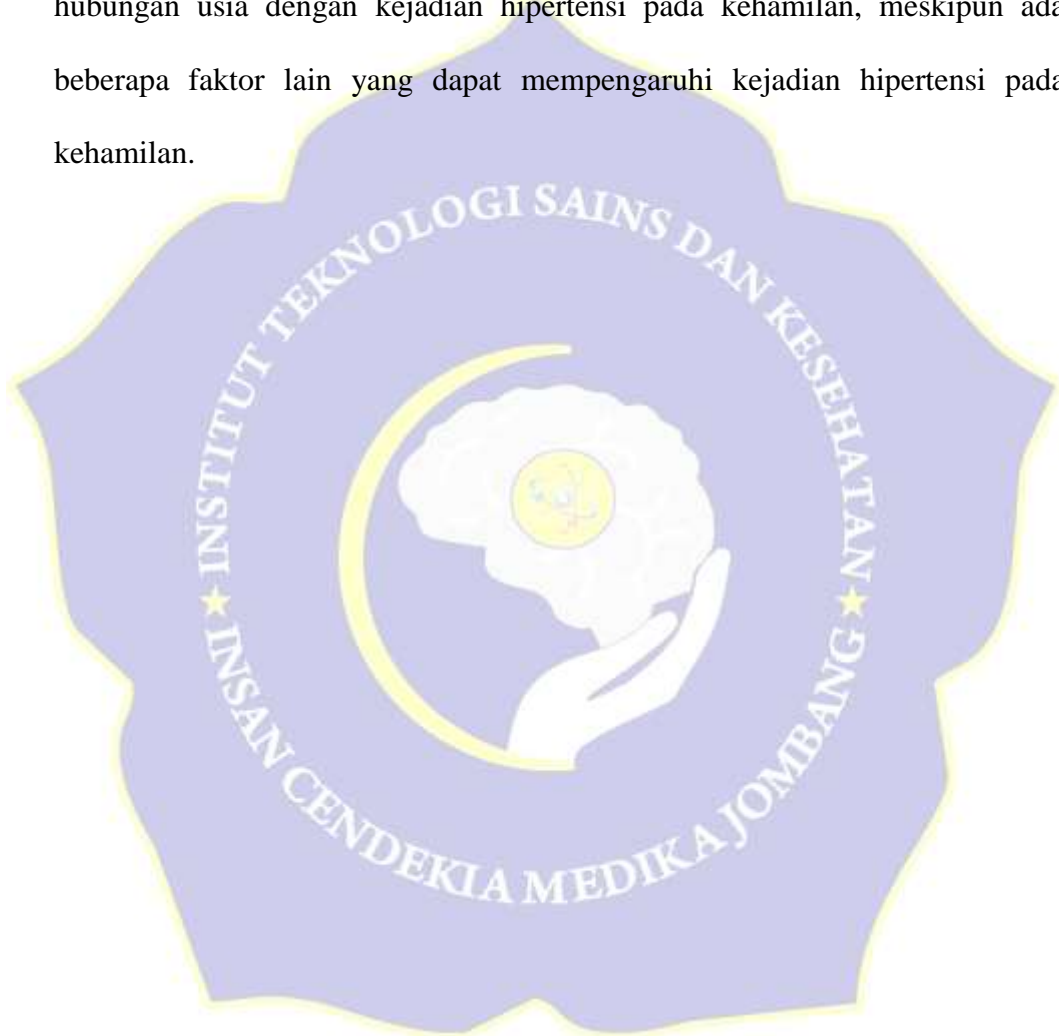 hubungan usia dengan kejadian hipertensi pada kehamilan, meskipun ada
beberapa faktor lain yang dapat mempengaruhi kejadian hipertensi pada
kehamilan.
INSTITUT TEKNOLOGI SAINS DAN KESEHATAN
★ INSAN CENDEKIA MEDIKA JOMBANG ★